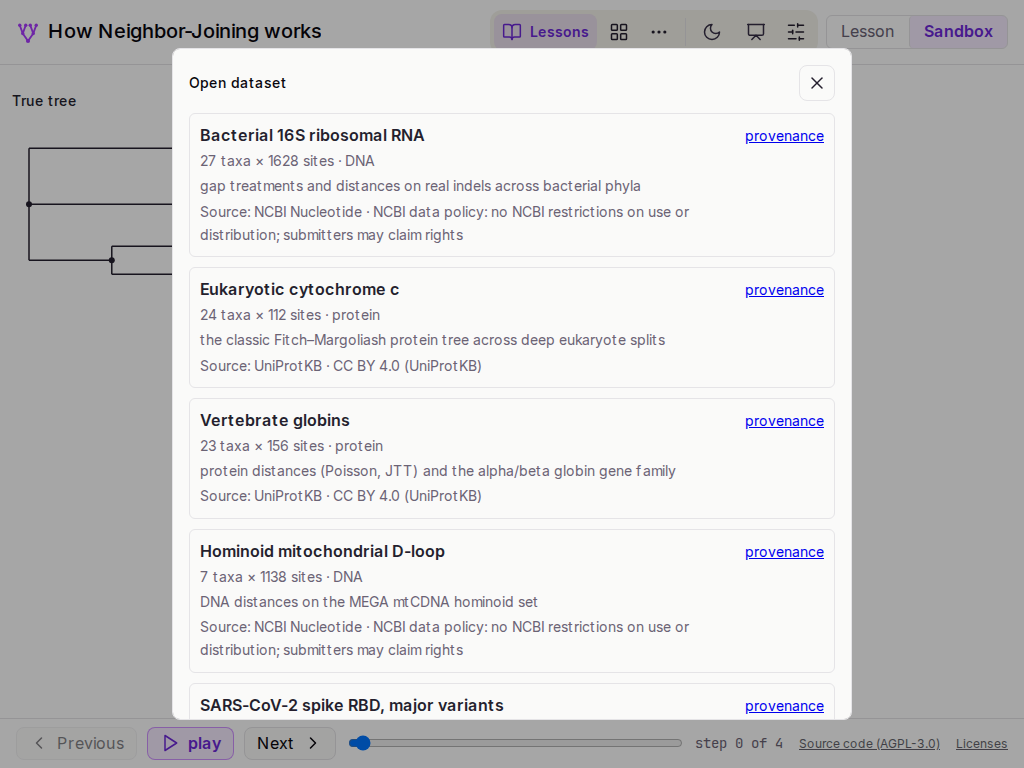 How Neighbor-Joining works
Lessons
Lesson
Sandbox
True tree
Open dataset
Bacterial 16S ribosomal RNA
provenance
27 taxa × 1628 sites · DNA
gap treatments and distances on real indels across bacterial phyla
Source: NCBI Nucleotide · NCBI data policy: no NCBI restrictions on use or
distribution; submitters may claim rights
Eukaryotic cytochrome c
provenance
24 taxa × 112 sites · protein
the classic Fitch–Margoliash protein tree across deep eukaryote splits
Source: UniProtKB · CC BY 4.0 (UniProtKB)
Vertebrate globins
provenance
23 taxa × 156 sites · protein
protein distances (Poisson, JTT) and the alpha/beta globin gene family
Source: UniProtKB · CC BY 4.0 (UniProtKB)
Hominoid mitochondrial D-loop
provenance
7 taxa × 1138 sites · DNA
DNA distances on the MEGA mtCDNA hominoid set
Source: NCBI Nucleotide · NCBI data policy: no NCBI restrictions on use or
distribution; submitters may claim rights
SARS-CoV-2 spike RBD, major variants
provenance
Previous
play
Next
step 0 of 4
Source code (AGPL-3.0)
Licenses